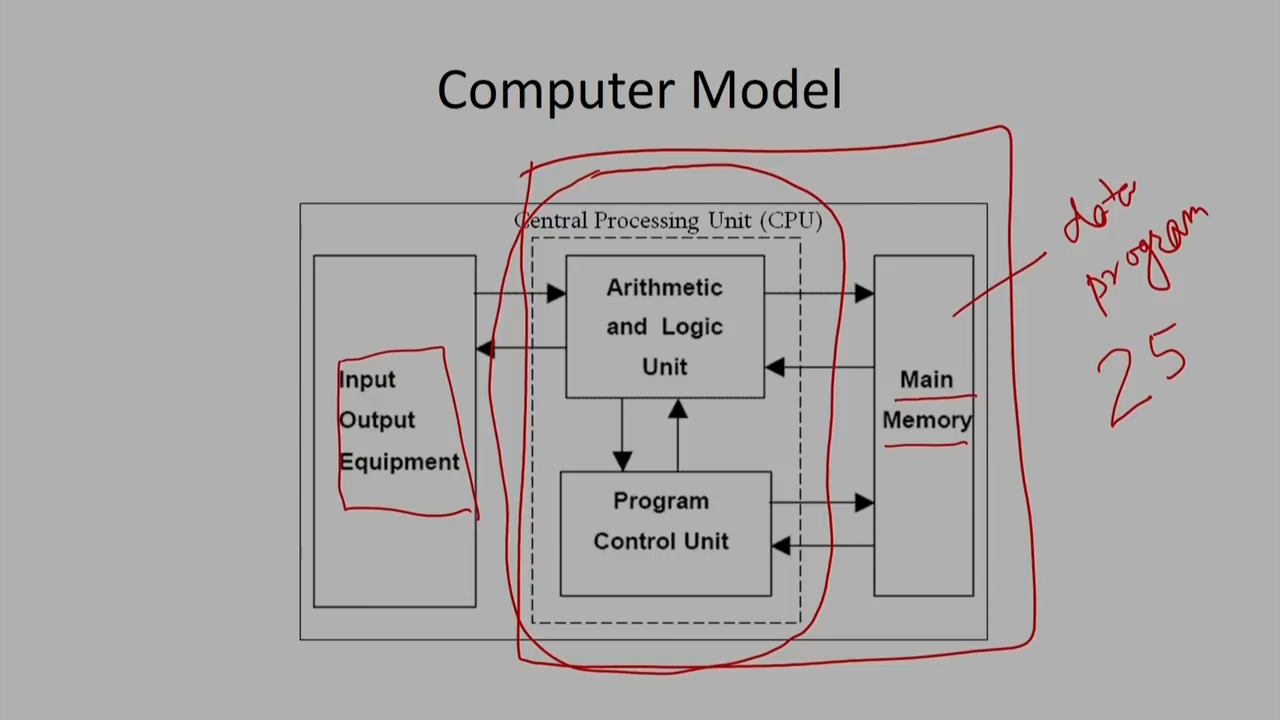 Computer Model
Central Processing Unit (CPU)
Input
Output
Equipment
Arithmetic
and Logic
Unit
Program
Control Unit
Main
Memory
data
program
25